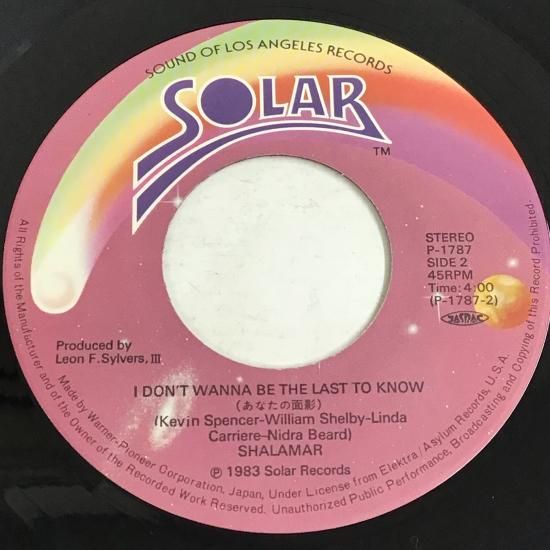 SOUND OF LOS ANGELES RECORDS
SOLAR
TM
STEREO
P-1787
SIDE 2
45RPM
Time: 4:00
(P-1787-2)
JASRAC
Produced by
Leon F. Sylvers, III
I DON'T WANNA BE THE LAST TO KNOW
(あなたの面影)
(Kevin Spencer-William Shelby-Linda
Carriere-Nidra Beard)
SHALAMAR
℗ 1983 Solar Records
All Rights of the Manufacturer and of the Owner of the Recorded Work Reserved. Unauthorized Public Performance, Broadcasting and Copying of this Record Prohibited.
Made by Warner-Pioneer Corporation, Japan, Under License from Elektra/Asylum Records, U.S.A.